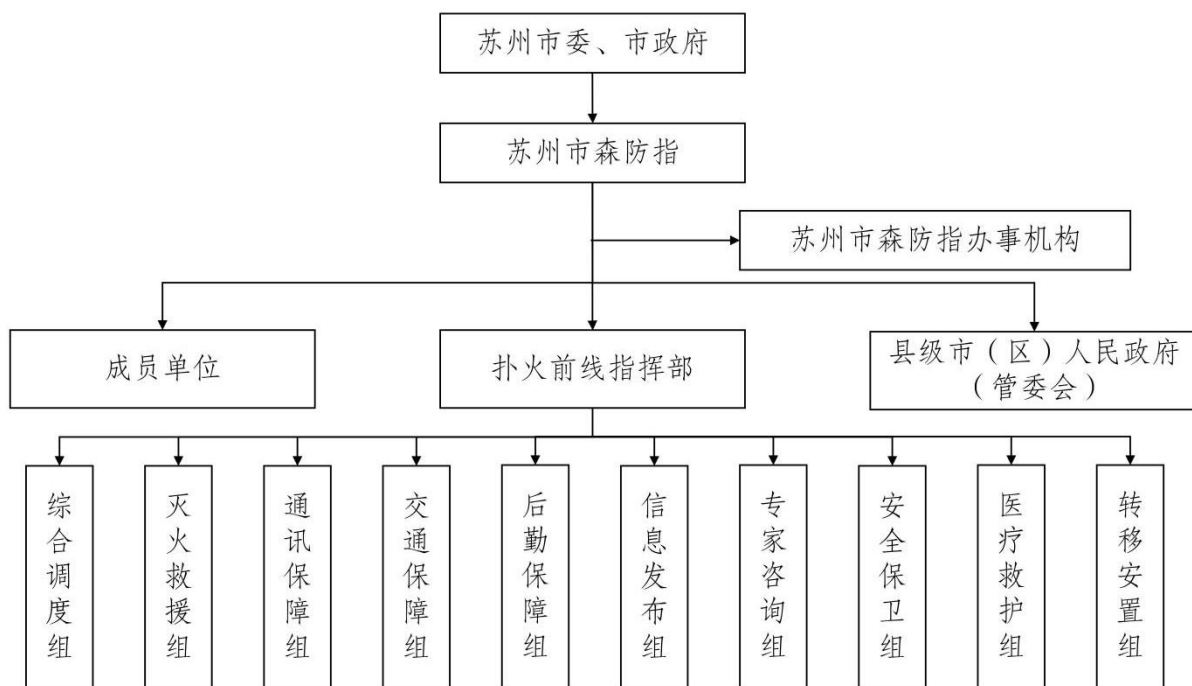 苏州市委、市政府
苏州市森防指
苏州市森防指办事机构
成员单位
扑火前线指挥部
县级市（区）人民政府
（管委会）
综合调度组
灭火救援组
通讯保障组
交通保障组
后勤保障组
信息发布组
专家咨询组
安全保卫组
医疗救护组
转移安置组